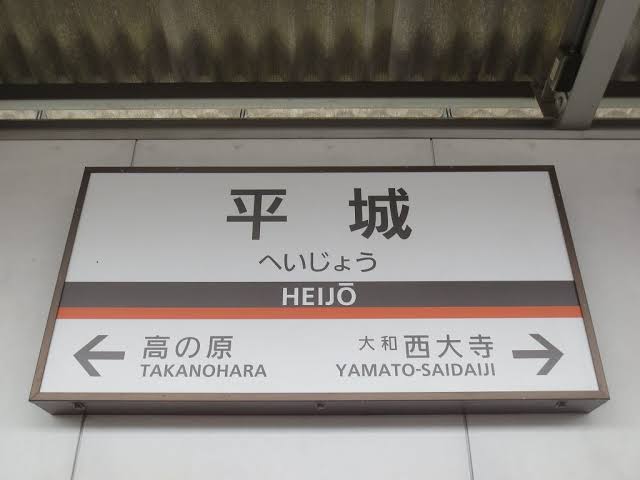 平城
へいじょう
HEIJŌ
← 高の原
TAKANOHARA
大和西大寺 →
YAMATO-SAIDAIJI